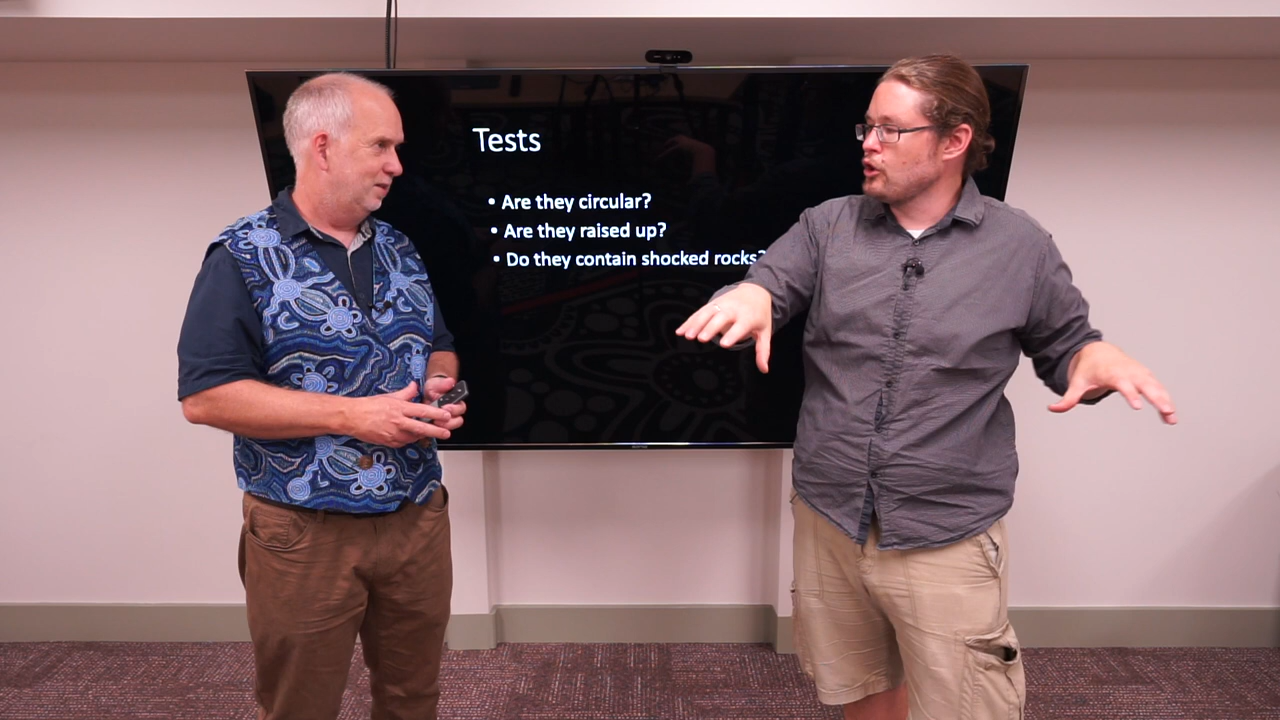 Tests
• Are they circular?
• Are they raised up?
• Do they contain shocked rocks?